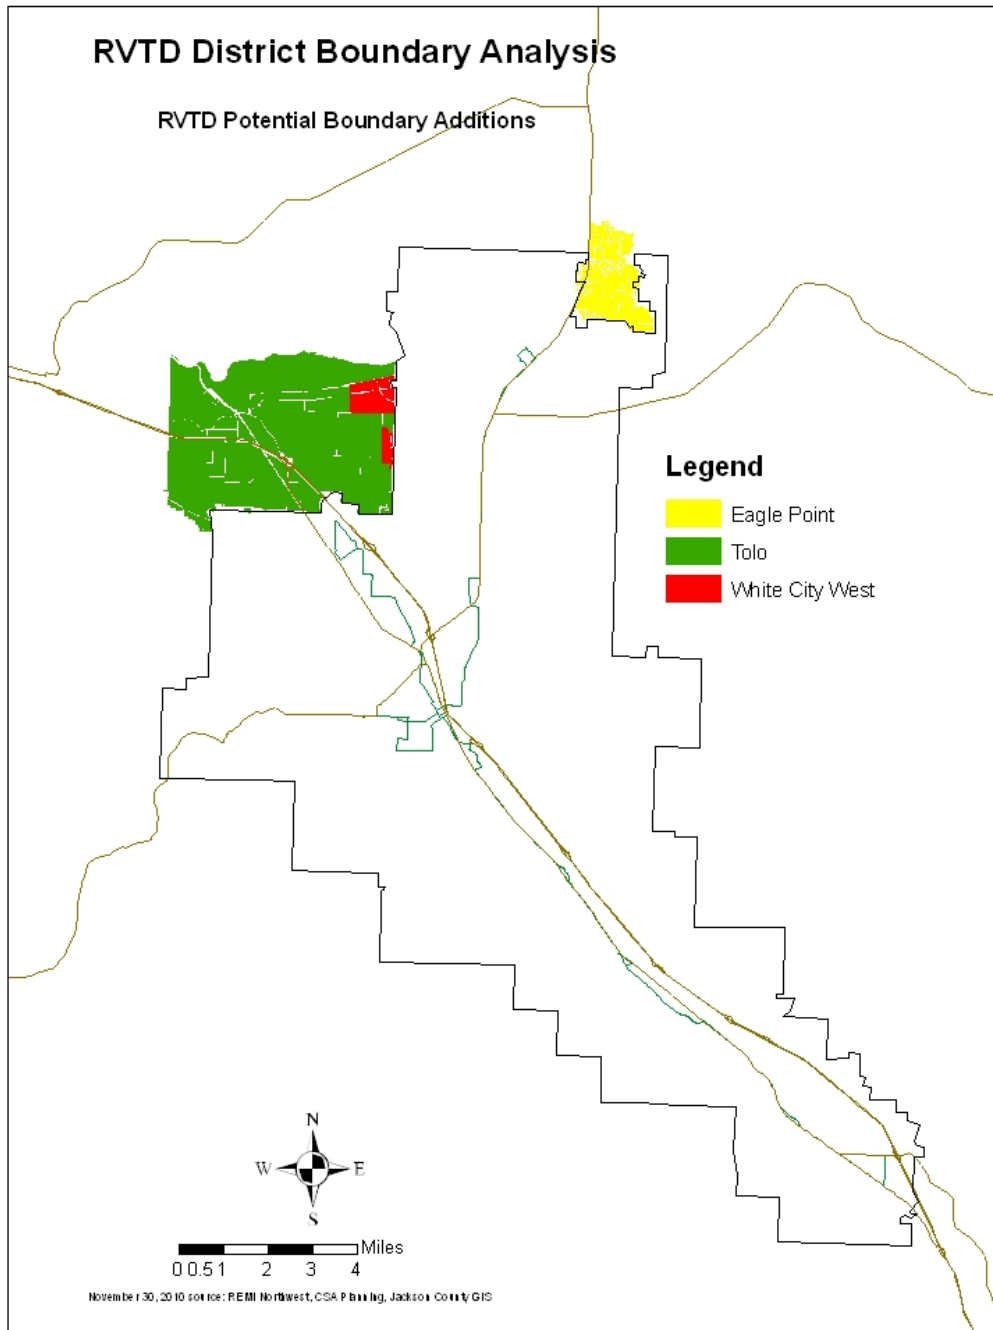 RVTD District Boundary Analysis
RVTD Potential Boundary Additions
Legend
Eagle Point
Tolo
White City West
N
W E
S
Miles
0 0.5 1 2 3 4
November 30, 2010 source: REMI Northwest, CSA Planning, Jackson County GIS